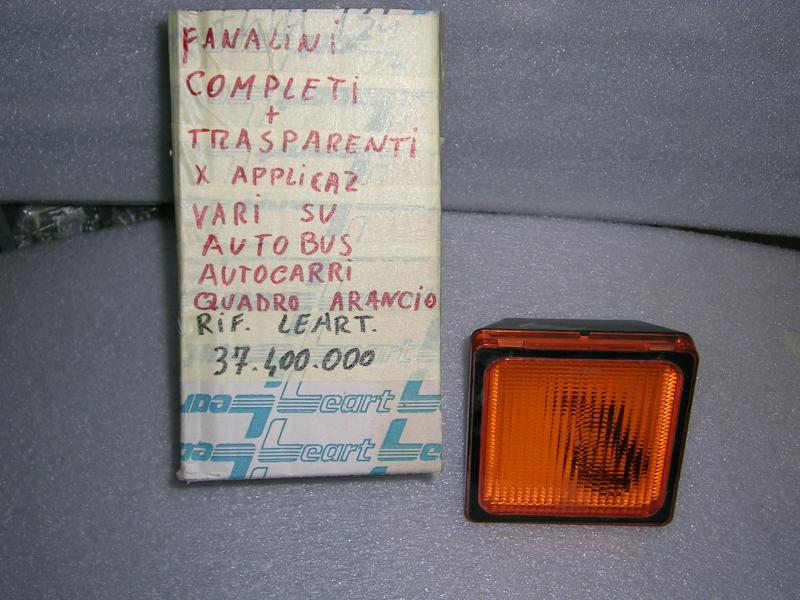 FANALINI
COMPLETI
+
TRASPARENTI
X APPLICAZ
VARI SU
AUTOBUS
AUTOCARRI
QUADRO ARANCIO
RIF. LEART.
37.400.000
Leart
Leart